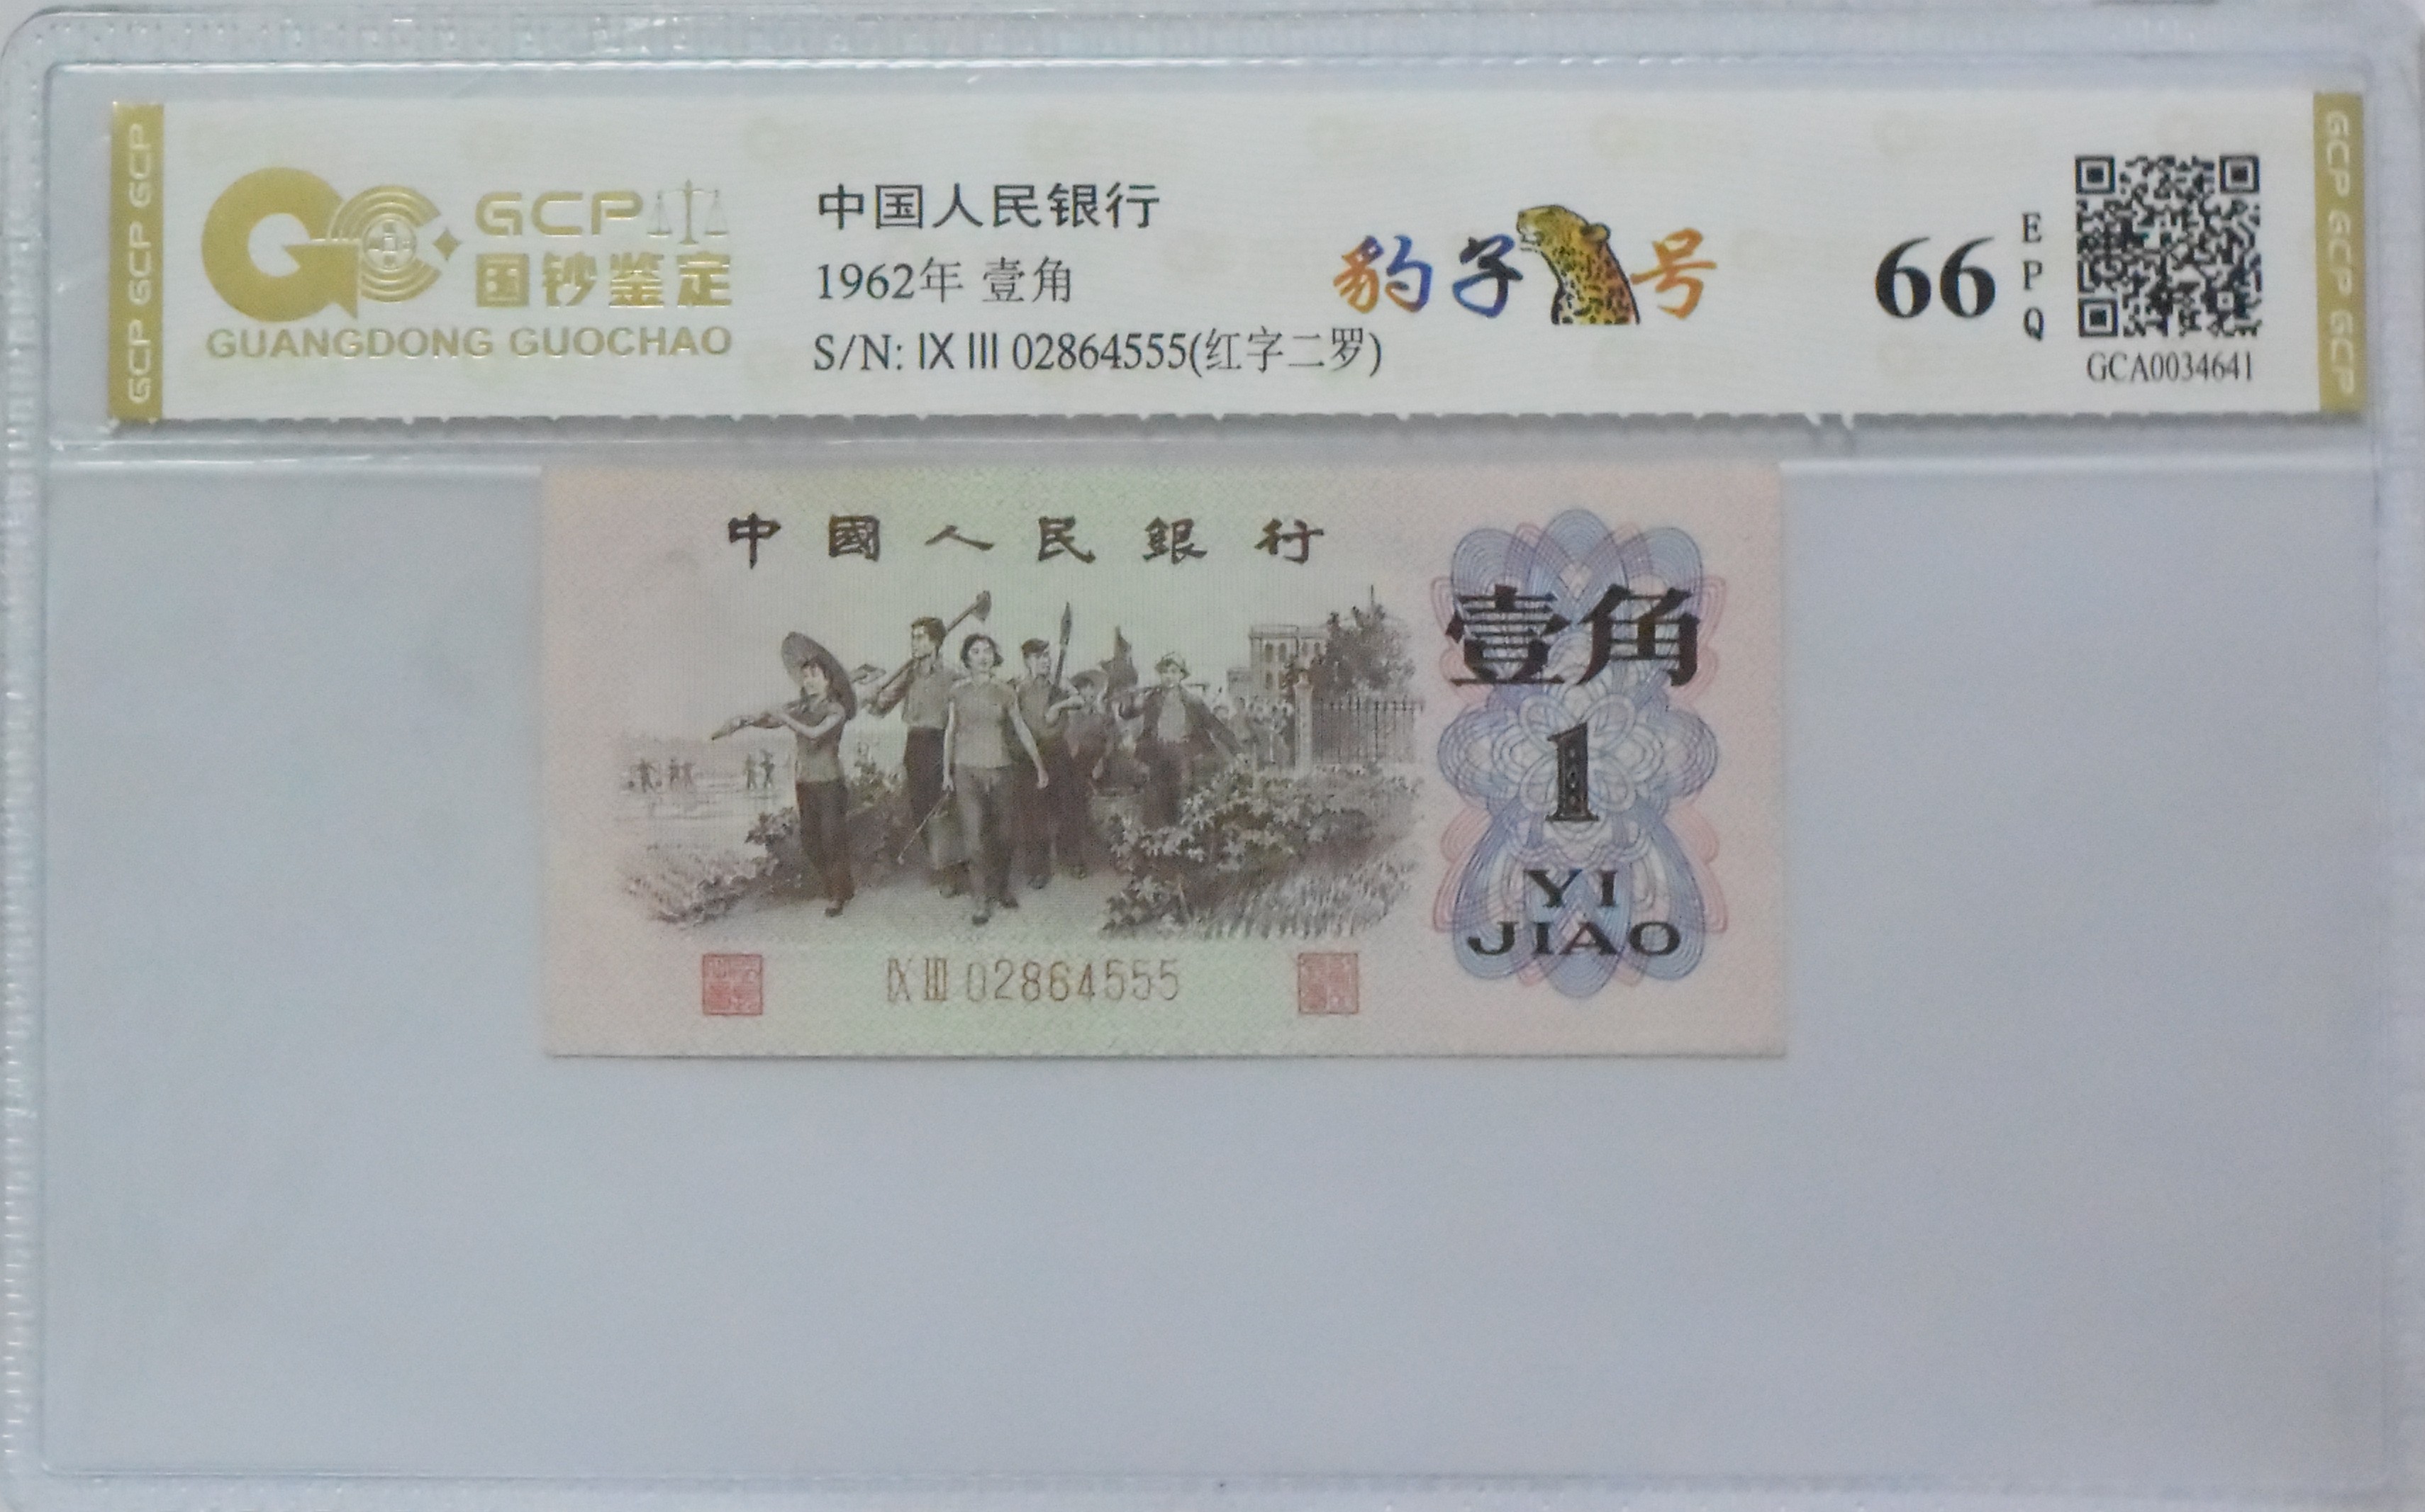 GCP GCP GCP
GCP
国钞鉴定
GUANGDONG GUOCHAO
中国人民银行
1962年 壹角
S/N: IX III 02864555(红字二罗)
豹子号
66
EPQ
GCA0034641
GCP GCP GCP
中國人民銀行
壹角
1
YI
JIAO
IX III 02864555